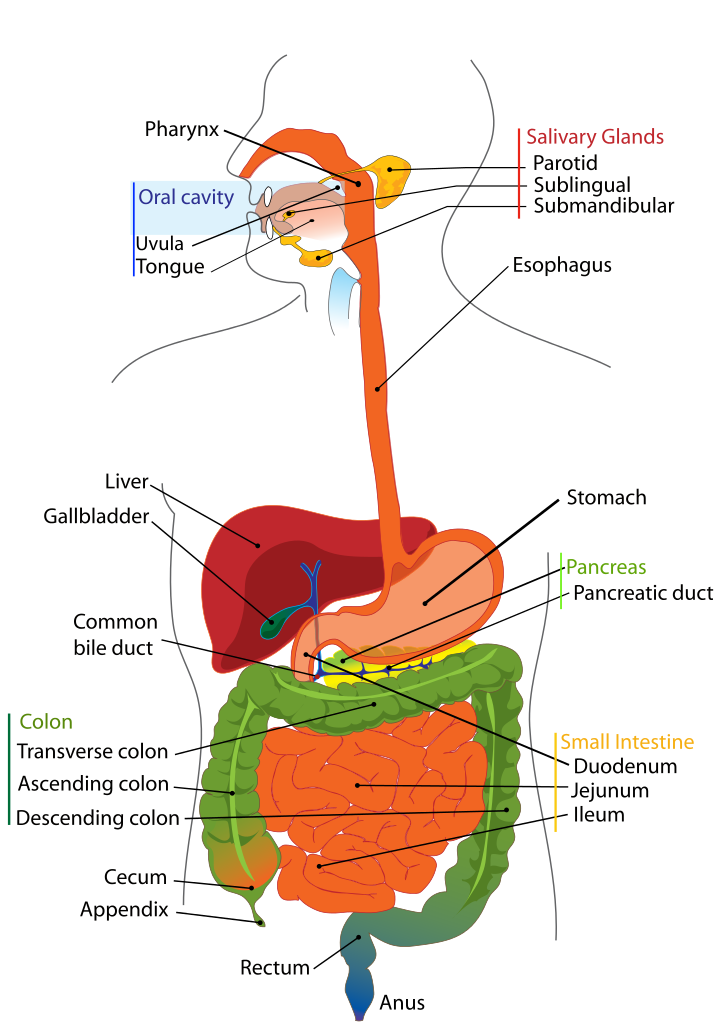 Pharynx
Salivary Glands
Parotid
Sublingual
Submandibular
Oral cavity
Uvula
Tongue
Esophagus
Liver
Gallbladder
Stomach
Pancreas
Pancreatic duct
Common
bile duct
Colon
Transverse colon
Ascending colon
Descending colon
Small Intestine
Duodenum
Jejunum
Ileum
Cecum
Appendix
Rectum
Anus